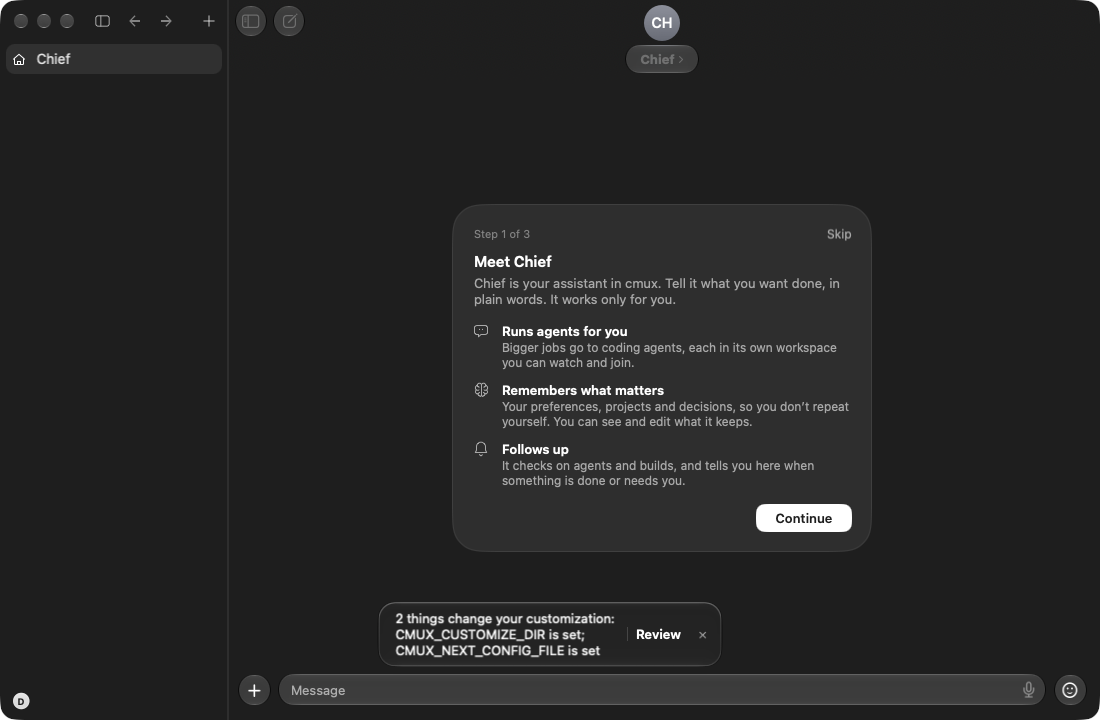 Chief
CH
Chief
Step 1 of 3
Skip
Meet Chief
Chief is your assistant in cmux. Tell it what you want done, in
plain words. It works only for you.
Runs agents for you
Bigger jobs go to coding agents, each in its own workspace
you can watch and join.
Remembers what matters
Your preferences, projects and decisions, so you don’t repeat
yourself. You can see and edit what it keeps.
Follows up
It checks on agents and builds, and tells you here when
something is done or needs you.
Continue
2 things change your customization:
CMUX_CUSTOMIZE_DIR is set;
CMUX_NEXT_CONFIG_FILE is set
Review
Message
D